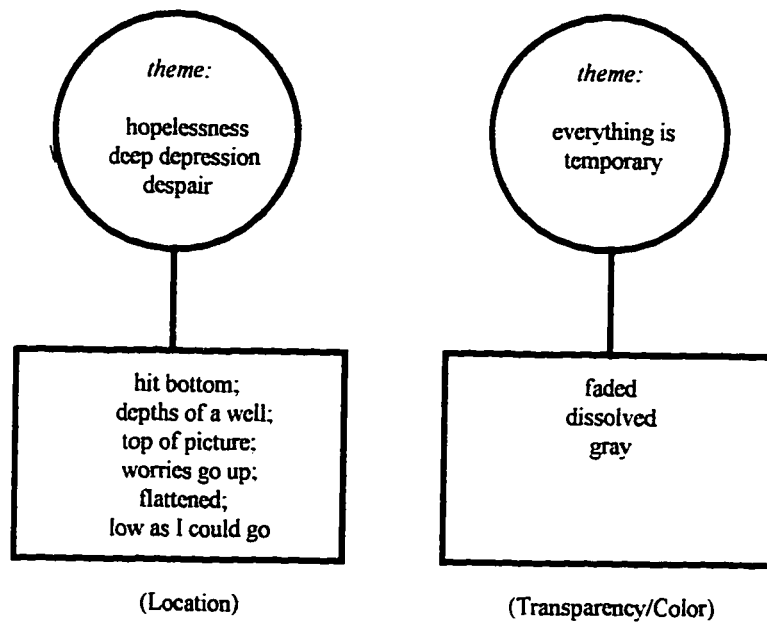 theme:
hopelessness
deep depression
despair
hit bottom;
depths of a well;
top of picture;
worries go up;
flattened;
low as I could go
(Location)
theme:
everything is
temporary
faded
dissolved
gray
(Transparency/Color)